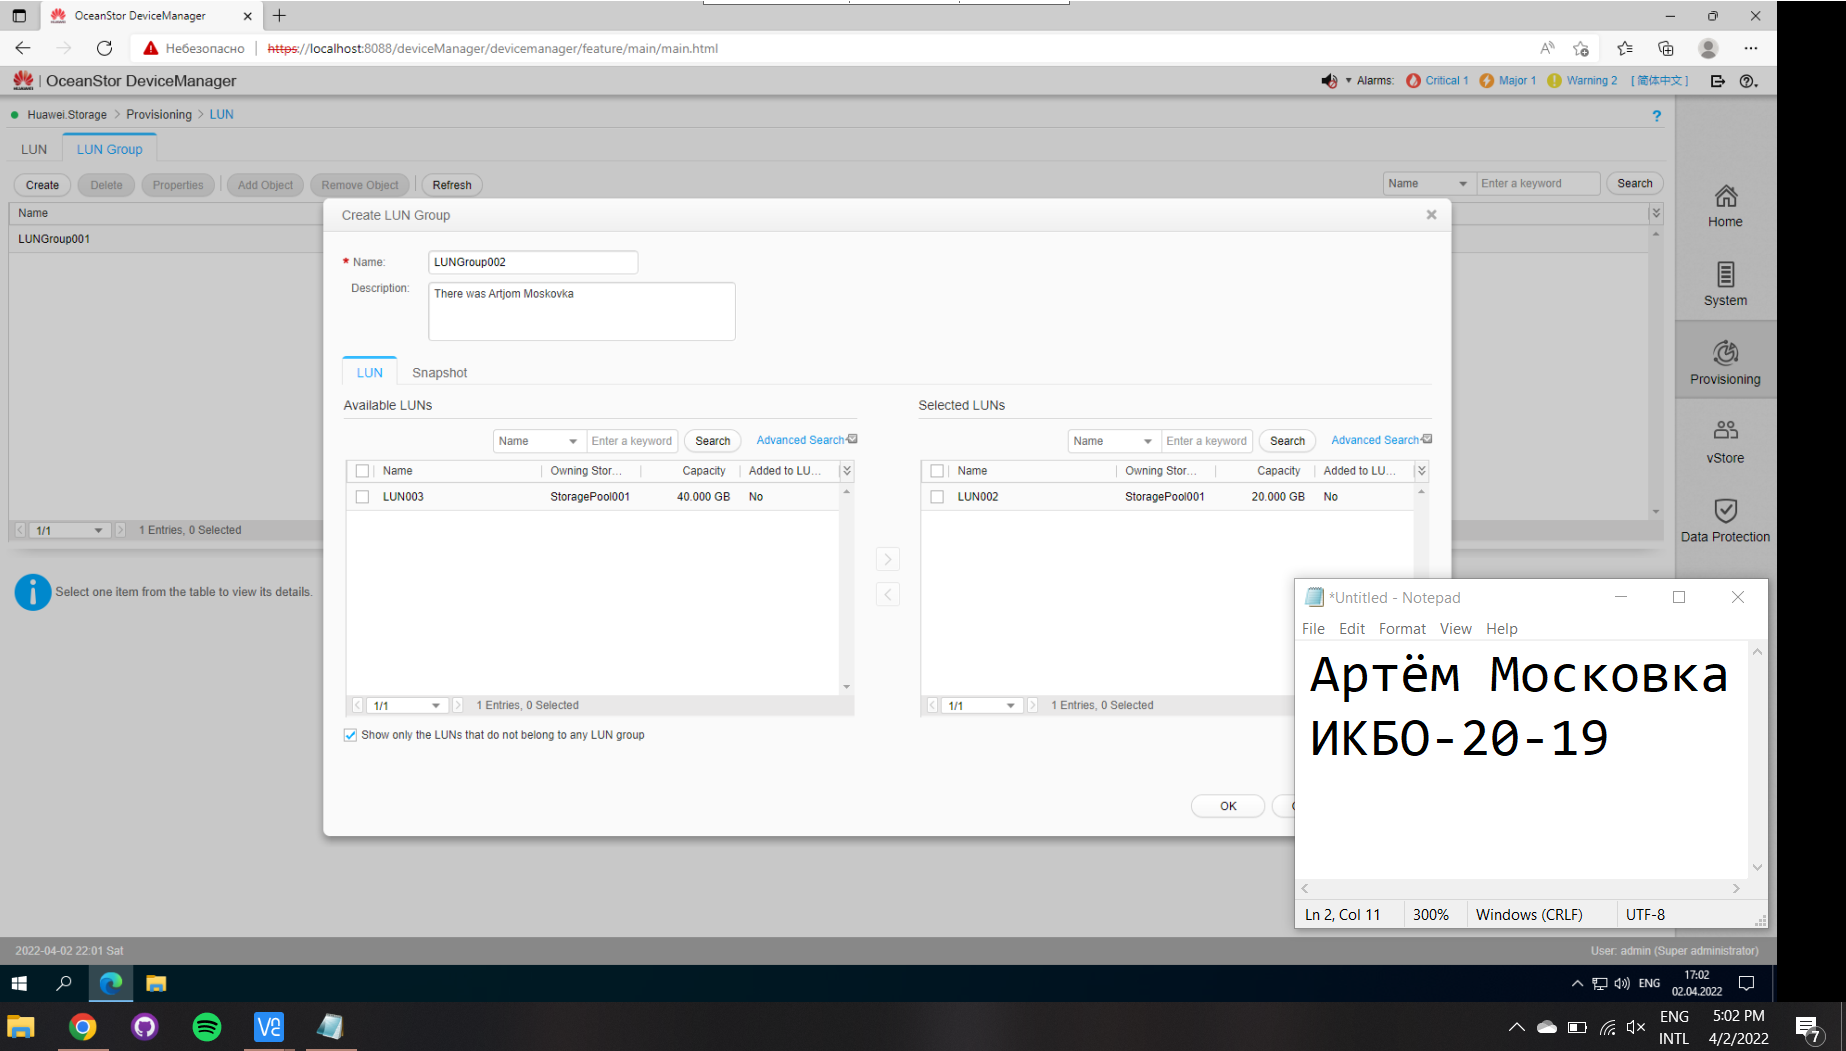 OceanStor DeviceManager
Небезопасно
https://localhost:8088/deviceManager/devicemanager/feature/main/main.html
OceanStor DeviceManager
Alarms: Critical 1 Major 1 Warning 2 [简体中文]
Huawei.Storage > Provisioning > LUN
?
LUN LUN Group
Create Delete Properties Add Object Remove Object Refresh
Name Enter a keyword Search
Name
LUNGroup001
1/1 1 Entries, 0 Selected
Select one item from the table to view its details.
Create LUN Group
* Name: LUNGroup002
Description: There was Artjom Moskovka
LUN Snapshot
Available LUNs
Name Enter a keyword Search Advanced Search
Name Owning Stor... Capacity Added to LU...
LUN003 StoragePool001 40.000 GB No
1/1 1 Entries, 0 Selected
Show only the LUNs that do not belong to any LUN group
Selected LUNs
Name Enter a keyword Search Advanced Search
Name Owning Stor... Capacity Added to LU...
LUN002 StoragePool001 20.000 GB No
1/1 1 Entries, 0 Selected
OK
Home
System
Provisioning
vStore
Data Protection
*Untitled - Notepad
File Edit Format View Help
Артём Московка
ИКБО-20-19
Ln 2, Col 11 300% Windows (CRLF) UTF-8
2022-04-02 22:01 Sat
User: admin (Super administrator)
ENG 17:02
02.04.2022
ENG
INTL
5:02 PM
4/2/2022
7